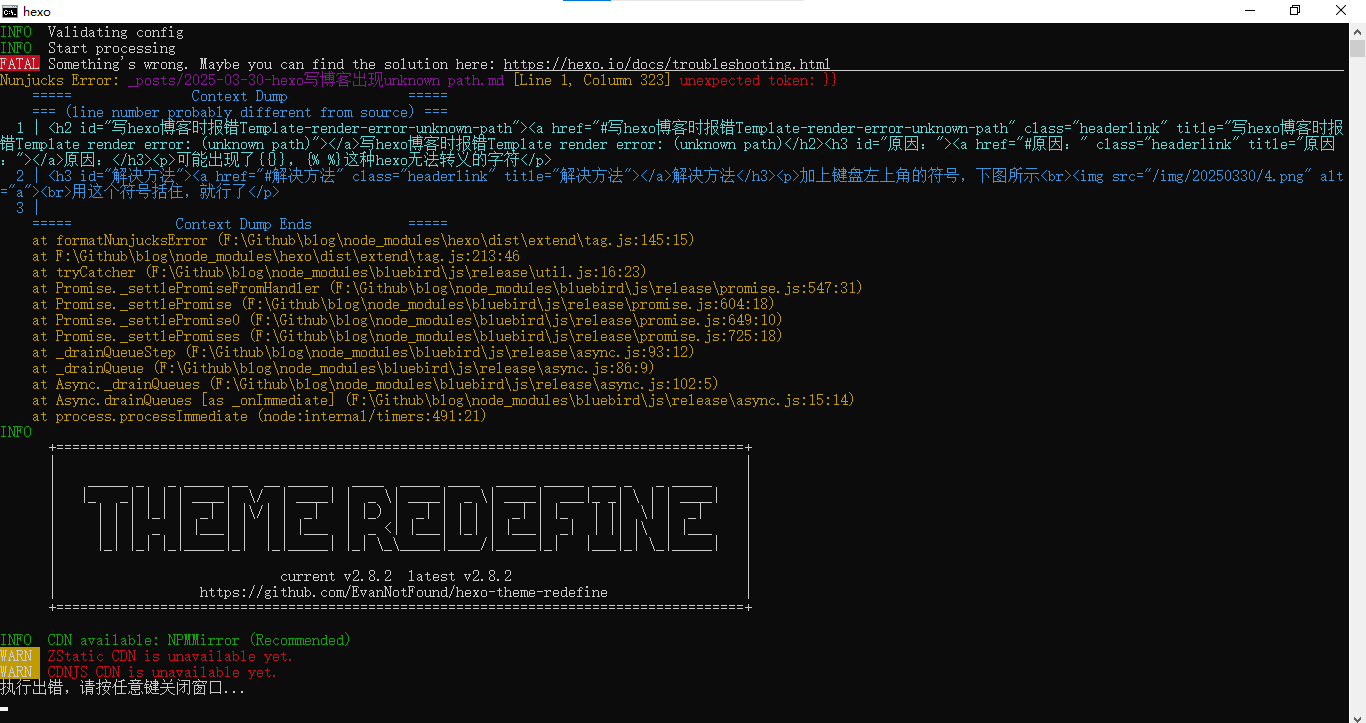 hexo
INFO  Validating config
INFO  Start processing
FATAL Something's wrong. Maybe you can find the solution here: https://hexo.io/docs/troubleshooting.html
Nunjucks Error: _posts/2025-03-30-hexo写博客出现unknown path.md [Line 1, Column 323] unexpected token: }}
=====               Context Dump               =====
=== (line number probably different from source) ===
1 | <h2 id="写hexo博客时报错Template-render-error-unknown-path"><a href="#写hexo博客时报错Template-render-error-unknown-path" class="headerlink" title="写hexo博客时报
错Template render error: (unknown path)"></a>写hexo博客时报错Template render error: (unknown path)</h2><h3 id="原因："><a href="#原因：" class="headerlink" title="原因
："></a>原因：</h3><p>可能出现了{{}}，{% %}这种hexo无法转义的字符</p>
2 | <h3 id="解决方法"><a href="#解决方法" class="headerlink" title="解决方法"></a>解决方法</h3><p>加上键盘左上角的符号，下图所示<br><img src="/img/20250330/4.png" alt
="a"><br>用这个符号括住，就行了</p>
3 |
=====             Context Dump Ends            =====
at formatNunjucksError (F:\Github\blog\node_modules\hexo\dist\extend\tag.js:145:15)
at F:\Github\blog\node_modules\hexo\dist\extend\tag.js:213:46
at tryCatcher (F:\Github\blog\node_modules\bluebird\js\release\util.js:16:23)
at Promise._settlePromiseFromHandler (F:\Github\blog\node_modules\bluebird\js\release\promise.js:547:31)
at Promise._settlePromise (F:\Github\blog\node_modules\bluebird\js\release\promise.js:604:18)
at Promise._settlePromise0 (F:\Github\blog\node_modules\bluebird\js\release\promise.js:649:10)
at Promise._settlePromises (F:\Github\blog\node_modules\bluebird\js\release\promise.js:725:18)
at _drainQueueStep (F:\Github\blog\node_modules\bluebird\js\release\async.js:93:12)
at _drainQueue (F:\Github\blog\node_modules\bluebird\js\release\async.js:86:9)
at Async._drainQueues (F:\Github\blog\node_modules\bluebird\js\release\async.js:102:5)
at Async.drainQueues [as _onImmediate] (F:\Github\blog\node_modules\bluebird\js\release\async.js:15:14)
at process.processImmediate (node:internal/timers:491:21)
INFO
THEME REDEFINE
current v2.8.2  latest v2.8.2
https://github.com/EvanNotFound/hexo-theme-redefine
INFO  CDN available: NPMMirror (Recommended)
WARN  ZStatic CDN is unavailable yet.
WARN  CDNJS CDN is unavailable yet.
执行出错，请按任意键关闭窗口...